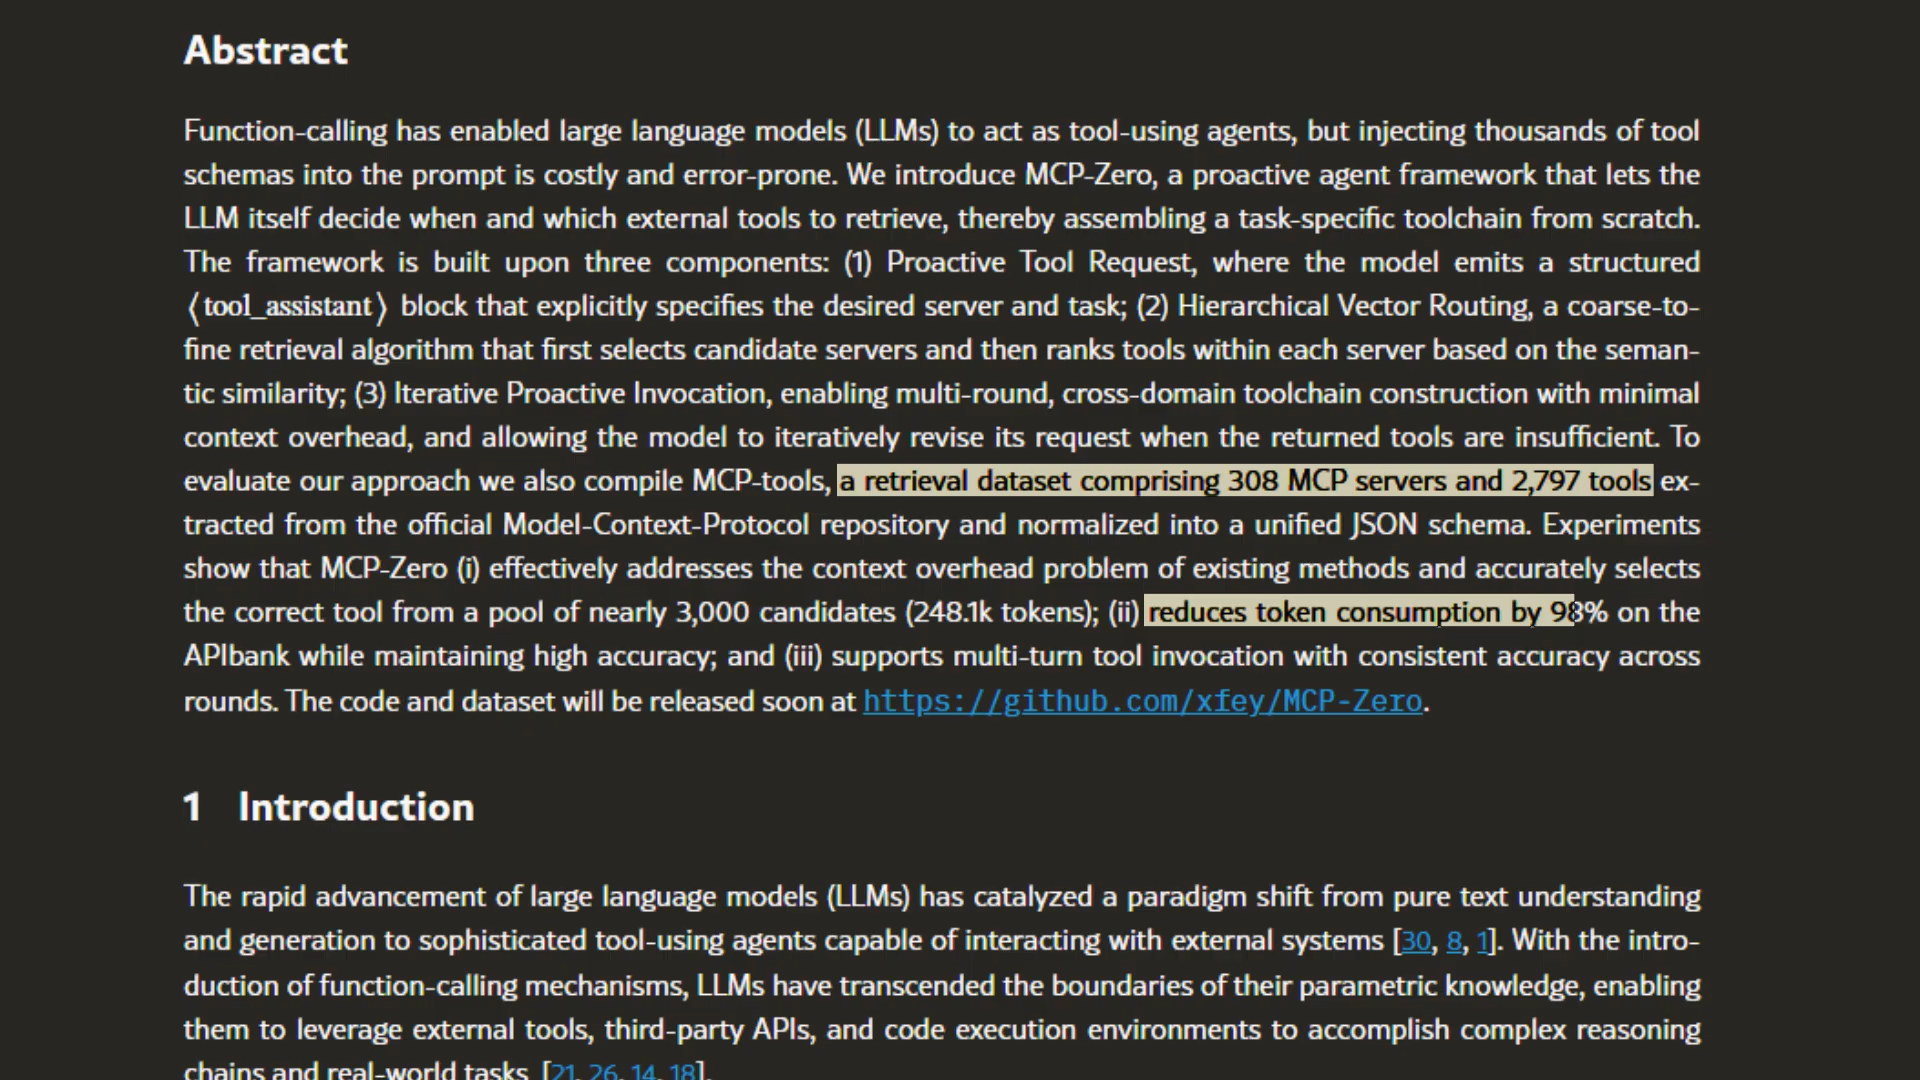 Abstract
Function-calling has enabled large language models (LLMs) to act as tool-using agents, but injecting thousands of tool
schemas into the prompt is costly and error-prone. We introduce MCP-Zero, a proactive agent framework that lets the
LLM itself decide when and which external tools to retrieve, thereby assembling a task-specific toolchain from scratch.
The framework is built upon three components: (1) Proactive Tool Request, where the model emits a structured
⟨tool_assistant⟩ block that explicitly specifies the desired server and task; (2) Hierarchical Vector Routing, a coarse-to-
fine retrieval algorithm that first selects candidate servers and then ranks tools within each server based on the seman-
tic similarity; (3) Iterative Proactive Invocation, enabling multi-round, cross-domain toolchain construction with minimal
context overhead, and allowing the model to iteratively revise its request when the returned tools are insufficient. To
evaluate our approach we also compile MCP-tools, a retrieval dataset comprising 308 MCP servers and 2,797 tools ex-
tracted from the official Model-Context-Protocol repository and normalized into a unified JSON schema. Experiments
show that MCP-Zero (i) effectively addresses the context overhead problem of existing methods and accurately selects
the correct tool from a pool of nearly 3,000 candidates (248.1k tokens); (ii) reduces token consumption by 98% on the
APIbank while maintaining high accuracy; and (iii) supports multi-turn tool invocation with consistent accuracy across
rounds. The code and dataset will be released soon at https://github.com/xfey/MCP-Zero.
1 Introduction
The rapid advancement of large language models (LLMs) has catalyzed a paradigm shift from pure text understanding
and generation to sophisticated tool-using agents capable of interacting with external systems [30, 8, 1]. With the intro-
duction of function-calling mechanisms, LLMs have transcended the boundaries of their parametric knowledge, enabling
them to leverage external tools, third-party APIs, and code execution environments to accomplish complex reasoning
chains and real-world tasks [21, 26, 14, 18].